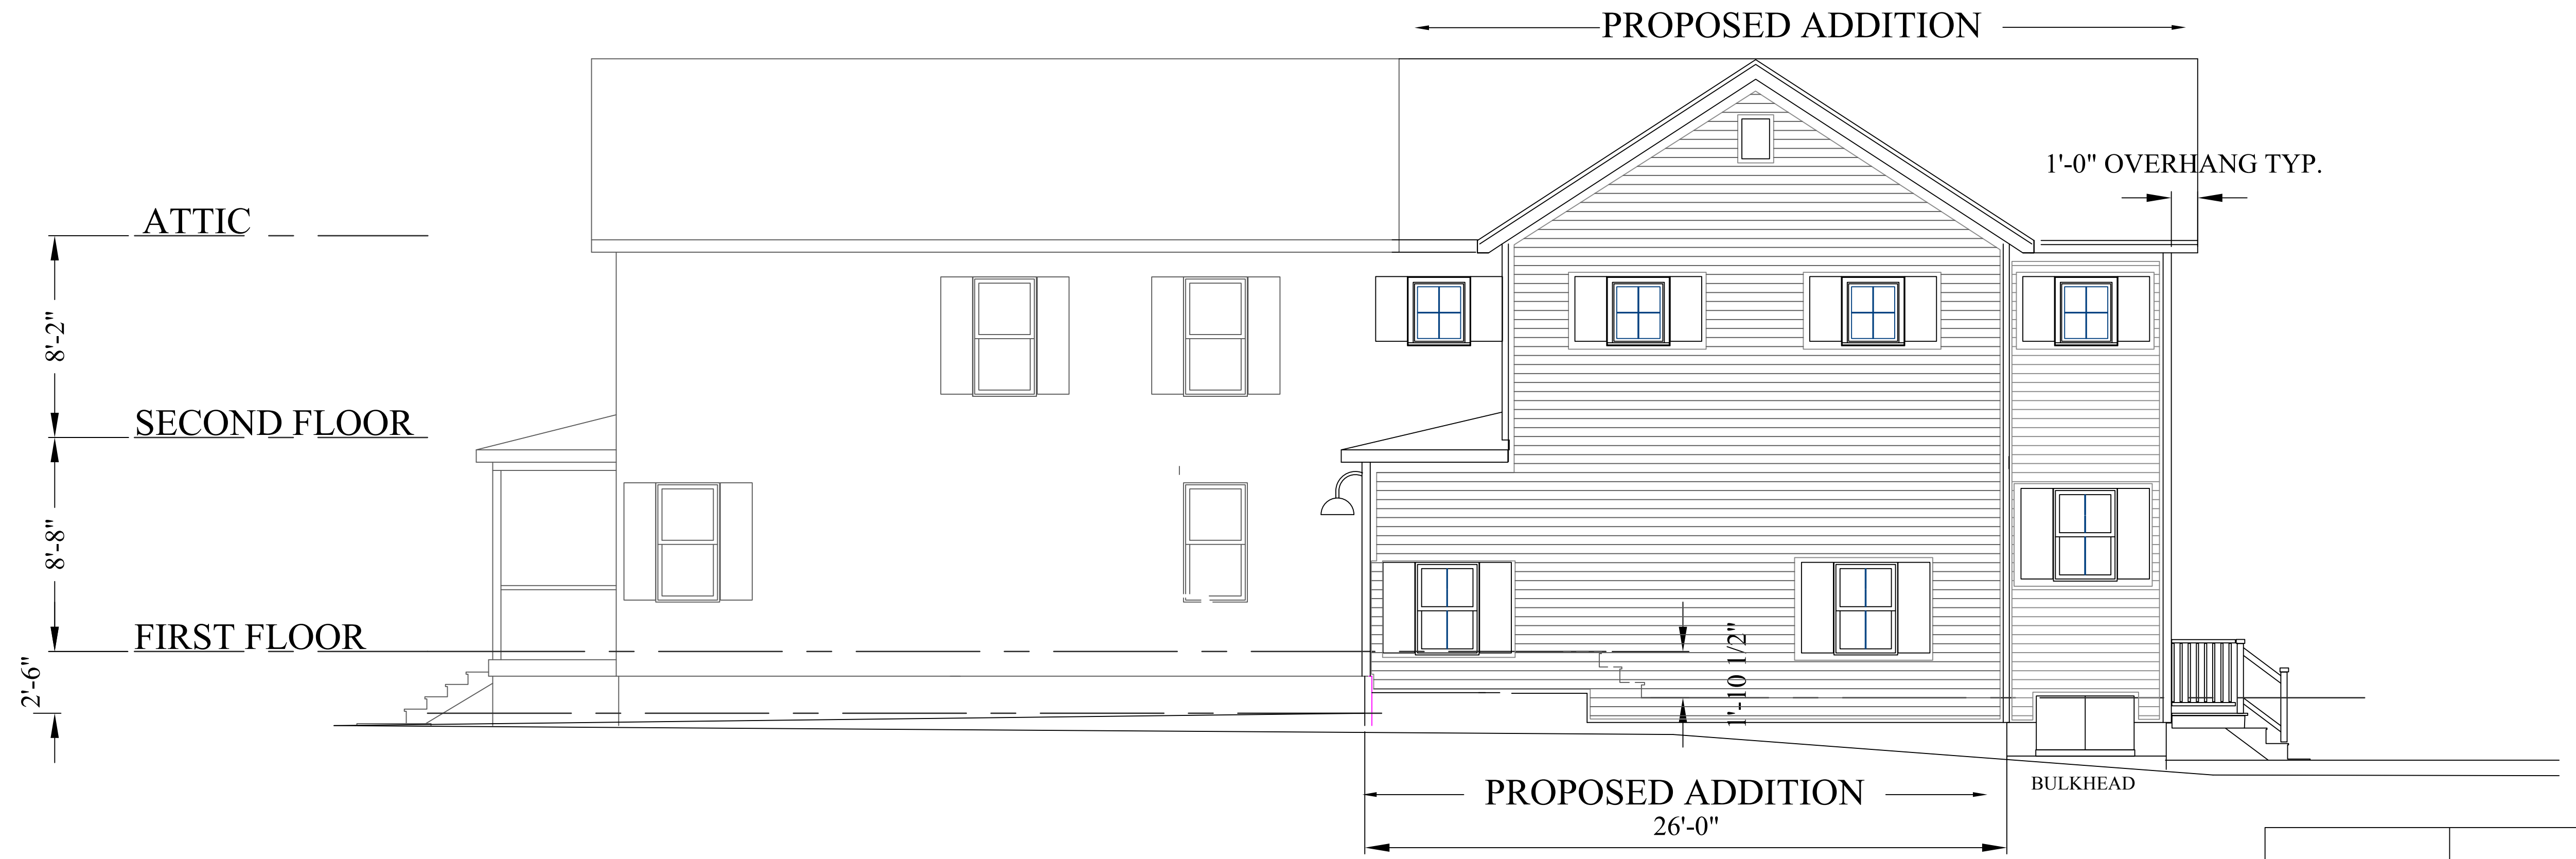 PROPOSED ADDITION
1'-0" OVERHANG TYP.
ATTIC
8'-2"
SECOND FLOOR
8'-8"
FIRST FLOOR
2'-6"
1'-10 1/2"
PROPOSED ADDITION
26'-0"
BULKHEAD